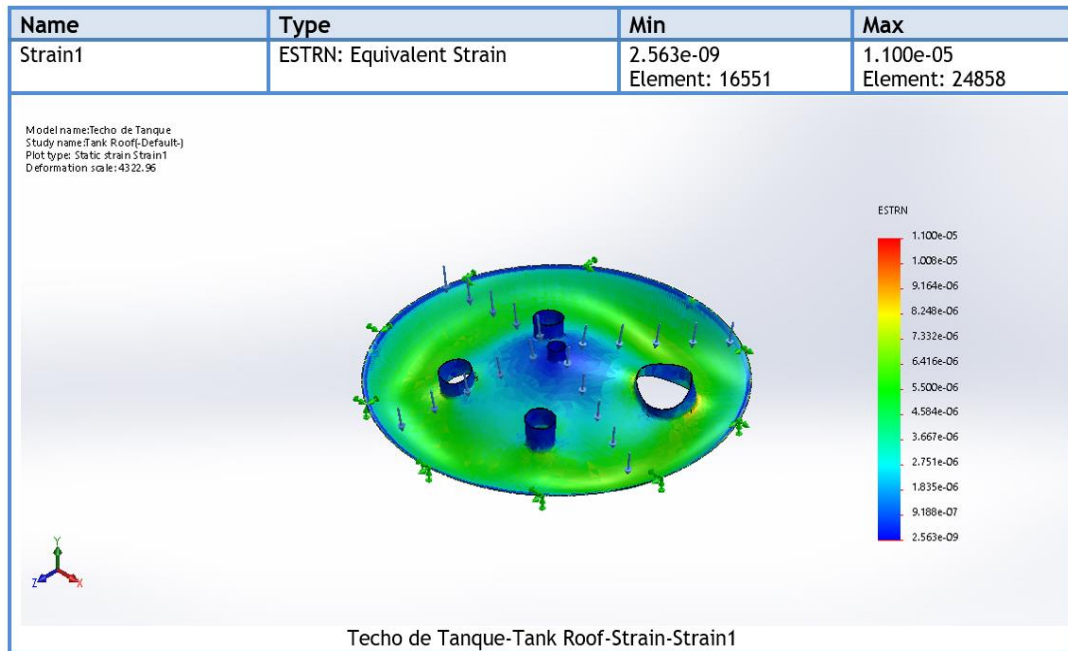 Name Type Min Max
Strain1 ESTRN: Equivalent Strain 2.563e-09 1.100e-05
Element: 16551 Element: 24858
Model name:Techo de Tanque
Study name:Tank Roof(-Default-)
Plot type: Static strain Strain1
Deformation scale: 4322.96
ESTRN
1.100e-05
1.008e-05
9.164e-06
8.248e-06
7.332e-06
6.416e-06
5.500e-06
4.584e-06
3.667e-06
2.751e-06
1.835e-06
9.188e-07
2.563e-09
Y
Z X
Techo de Tanque-Tank Roof-Strain-Strain1